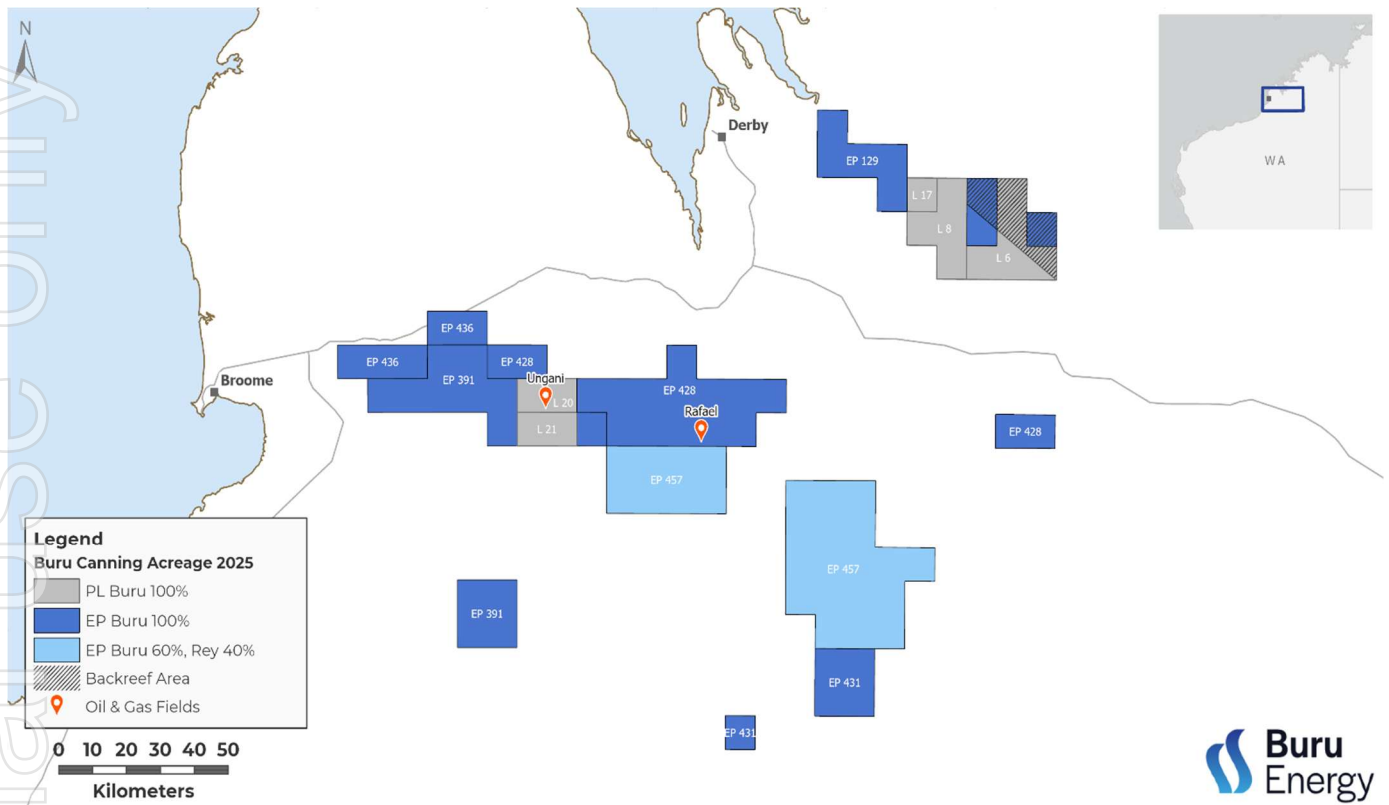 N
Derby
EP 129
L 17
L 8
L 6
WA
EP 436
EP 436
EP 428
EP 391
Ungani
L 20
EP 428
Broome
Rafael
L 21
EP 428
EP 457
EP 457
EP 391
EP 431
EP 431
Legend
Buru Canning Acreage 2025
PL Buru 100%
EP Buru 100%
EP Buru 60%, Rey 40%
Backreef Area
Oil & Gas Fields
0 10 20 30 40 50
Kilometers
Buru
Energy